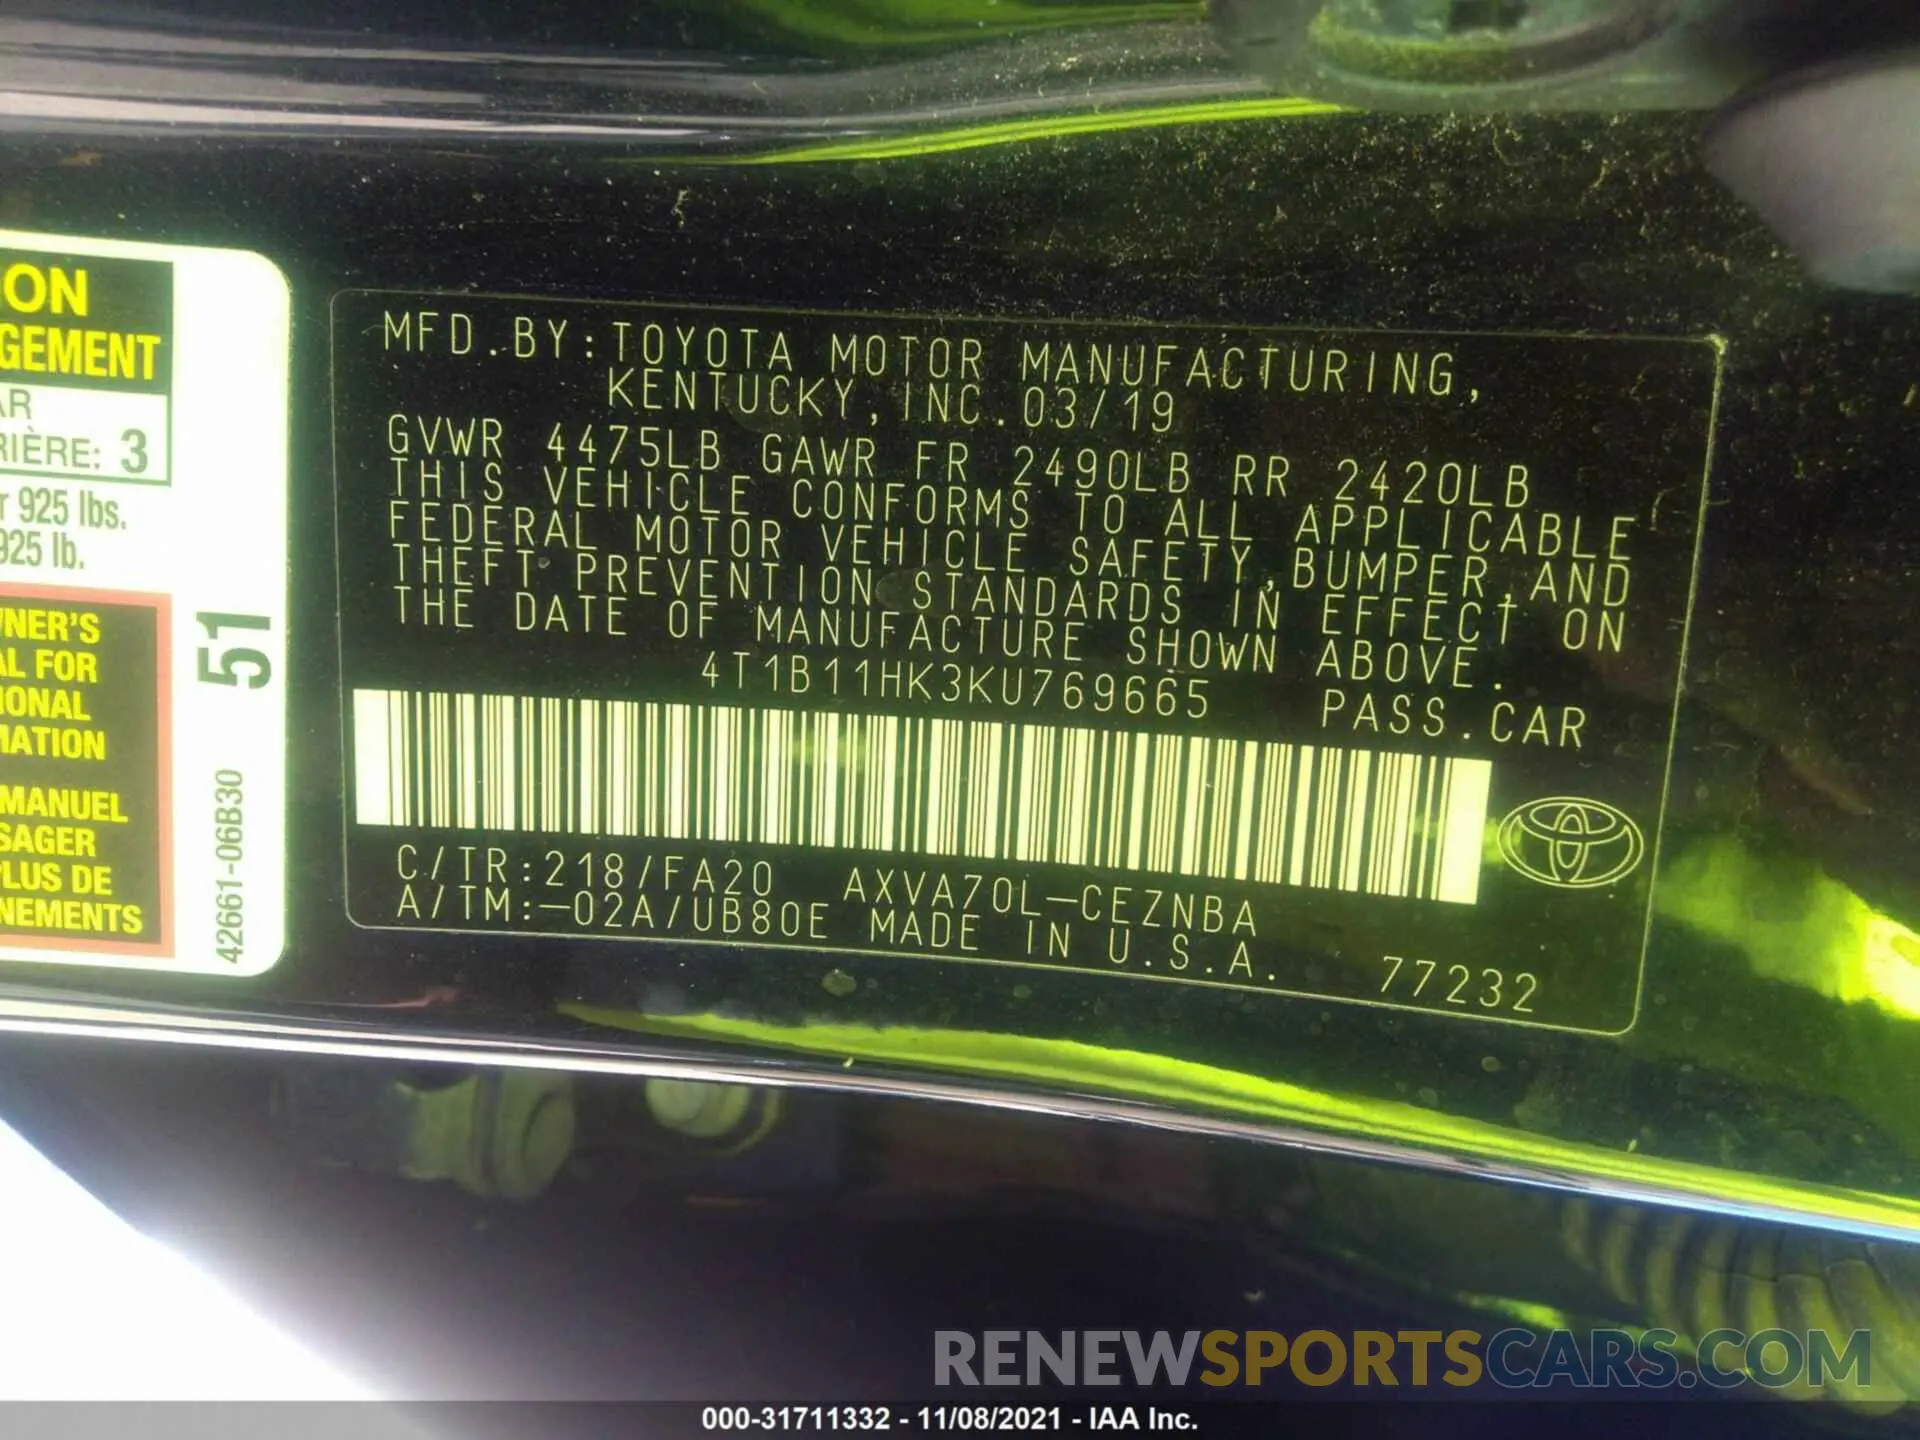 ON
GEMENT
AR
RIÈRE: 3
r 925 lbs.
925 lb.
WNER'S
AL FOR
IONAL
MATION
MANUEL
SAGER
PLUS DE
NEMENTS
51
42661-06B30
MFD.BY:TOYOTA MOTOR MANUFACTURING,
KENTUCKY,INC.03/19
GVWR 4475LB GAWR FR 2490LB RR 2420LB
THIS VEHICLE CONFORMS TO ALL APPLICABLE
FEDERAL MOTOR VEHICLE SAFETY,BUMPER,AND
THEFT PREVENTION STANDARDS IN EFFECT ON
THE DATE OF MANUFACTURE SHOWN ABOVE.
4T1B11HK3KU769665 PASS.CAR
C/TR:218/FA20 AXVA70L-CEZNBA
A/TM:-02A/UB80E MADE IN U.S.A.
77232
RENEWSPORTSCARS.COM
000-31711332 - 11/08/2021 - IAA Inc.